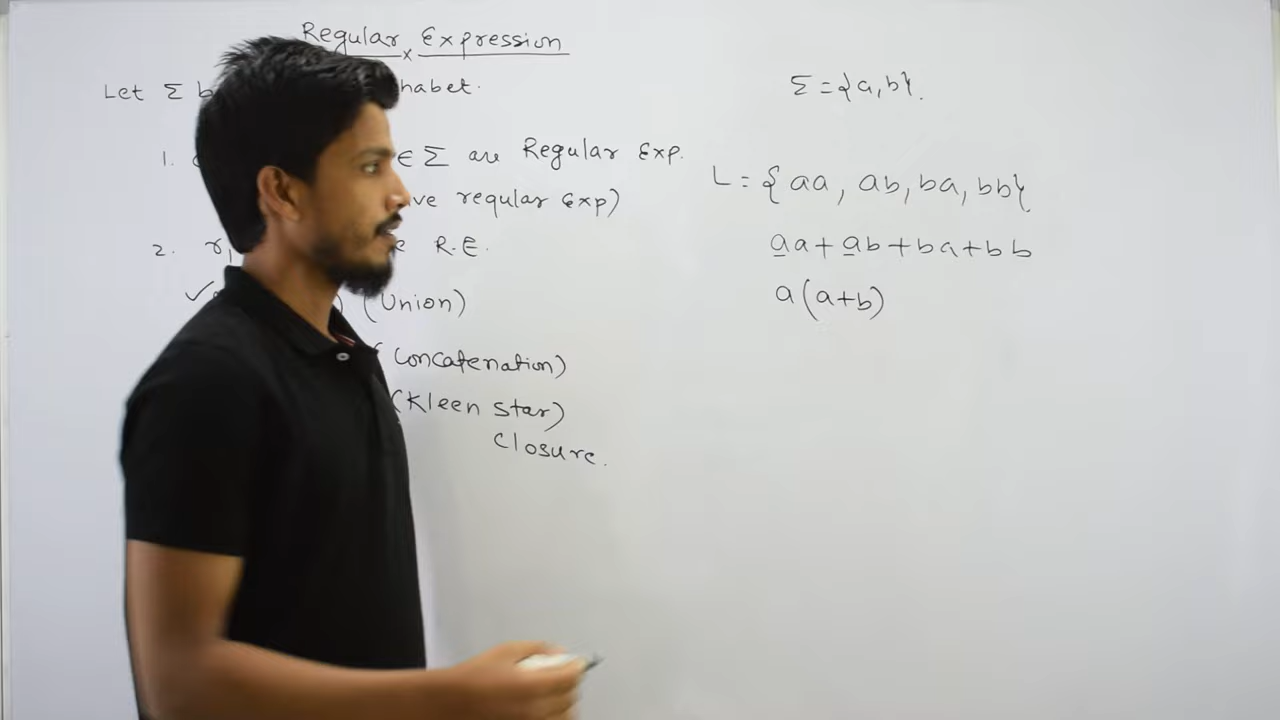 Regular Expression
Let Σ b habet.
1. ∈ Σ are Regular Exp.
ve regular Exp)
2. r R.E.
✓ ) (Union)
(Concatenation)
(Kleen star)
Closure.
Σ = {a, b}.
L = {aa, ab, ba, bb}
aa + ab + ba + bb
a(a+b)